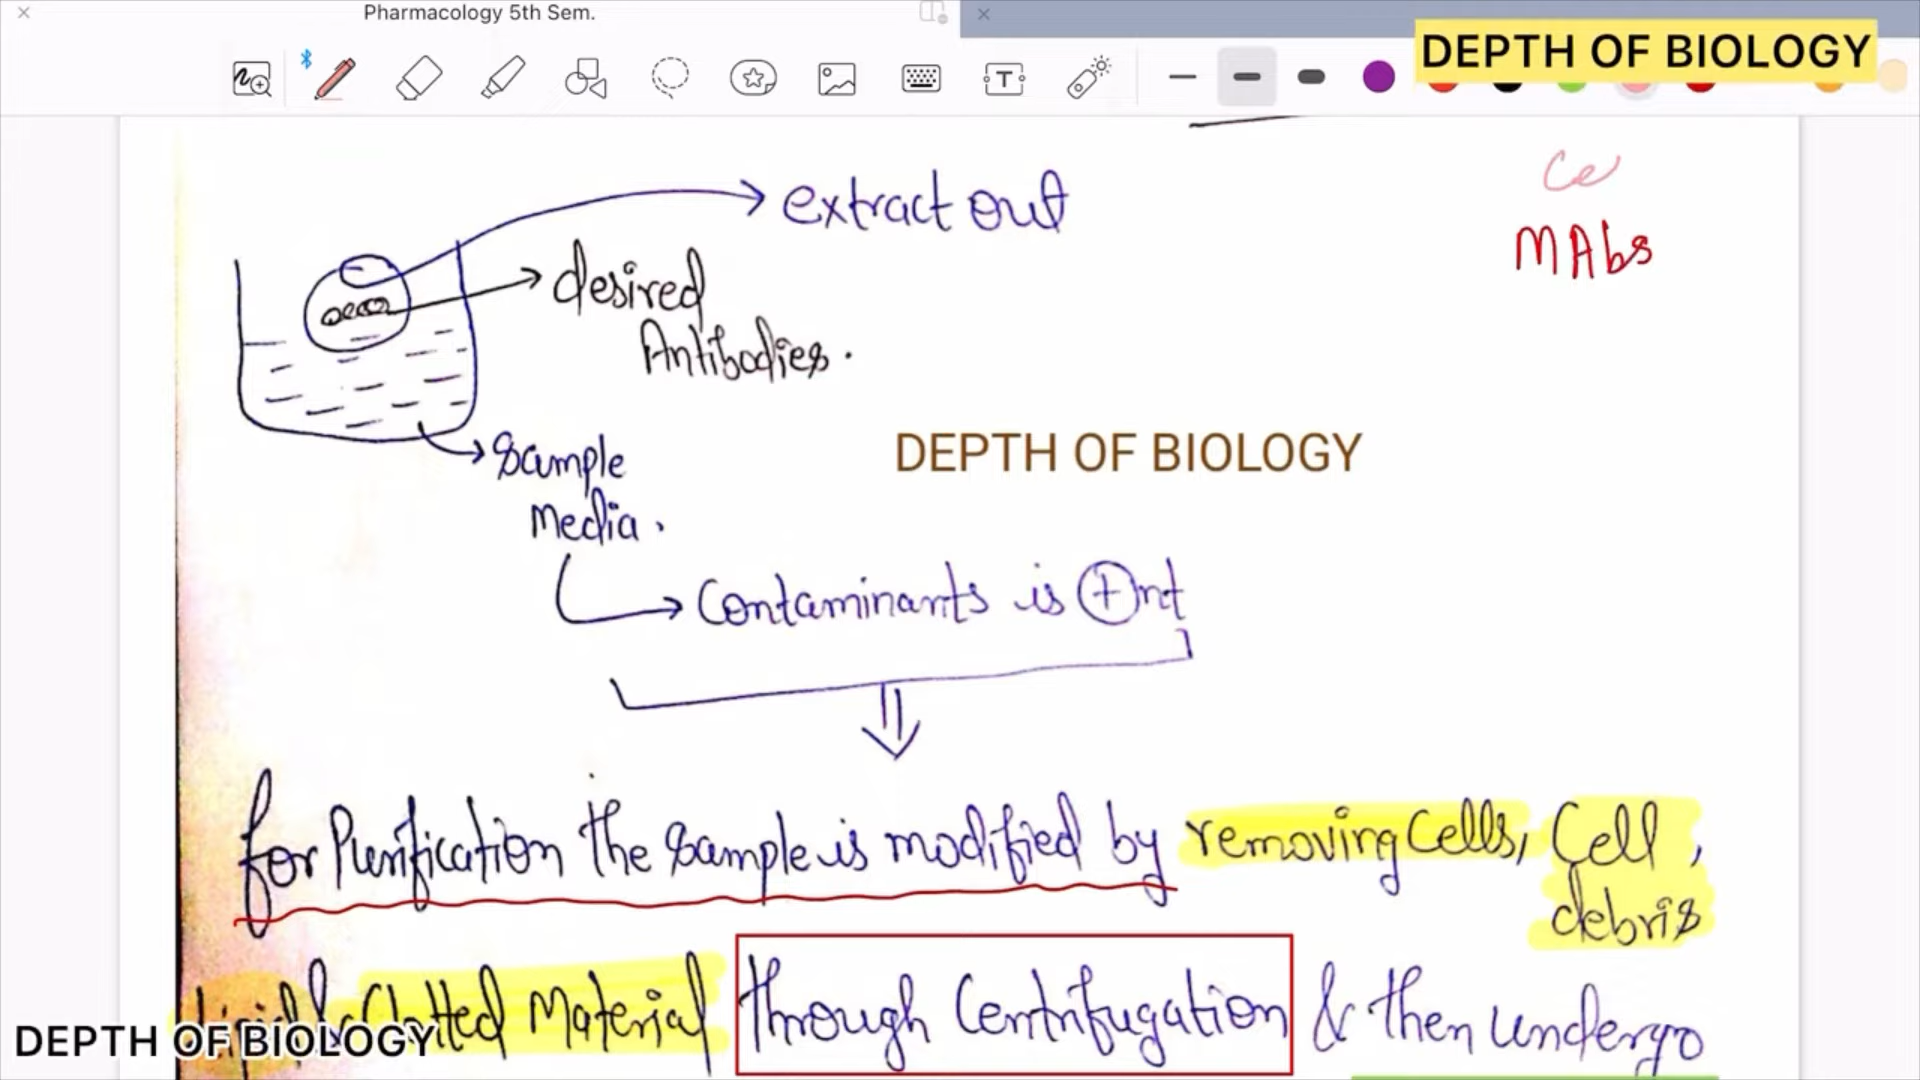 Pharmacology 5th Sem.
DEPTH OF BIOLOGY
Ce
MAbs
extract out
desired
Antibodies.
DEPTH OF BIOLOGY
Sample
Media.
Contaminants is ⊕nt
for Purification the sample is modified by removing Cells, Cell,
debris
Clotted Material through Centrifugation & then undergo
DEPTH OF BIOLOGY